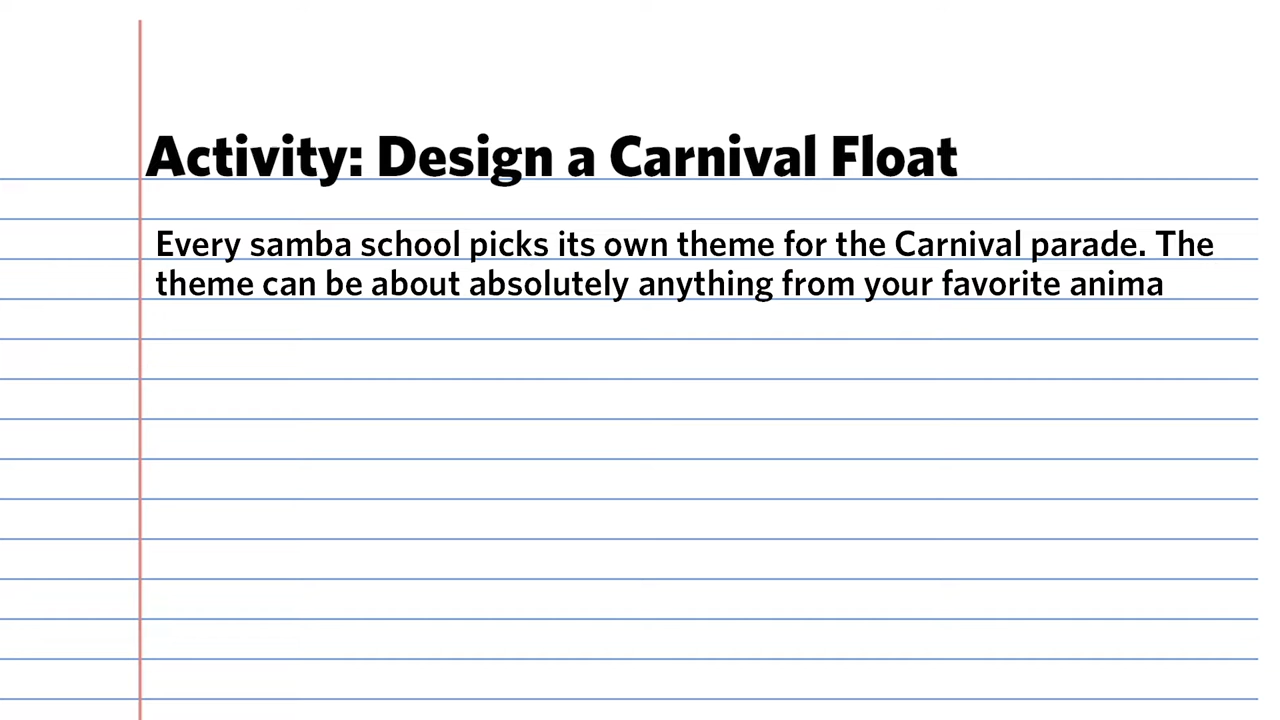 Activity: Design a Carnival Float
Every samba school picks its own theme for the Carnival parade. The
theme can be about absolutely anything from your favorite anima